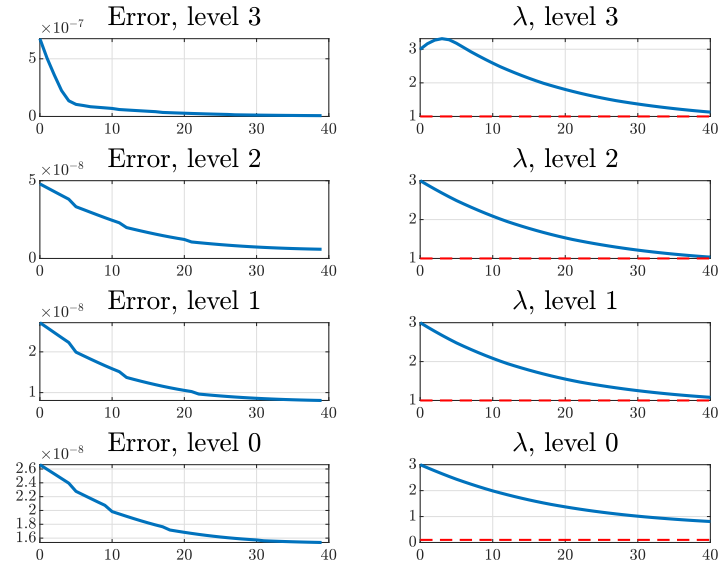 Error, level 3
×10⁻⁷
5
0
0 10 20 30 40
λ, level 3
3
2
1
0 10 20 30 40
Error, level 2
×10⁻⁸
5
0
0 10 20 30 40
λ, level 2
3
2
1
0 10 20 30 40
Error, level 1
×10⁻⁸
2
1
0 10 20 30 40
λ, level 1
3
2
1
0 10 20 30 40
Error, level 0
×10⁻⁸
2.6
2.4
2.2
2
1.8
1.6
0 10 20 30 40
λ, level 0
3
2
1
0
0 10 20 30 40